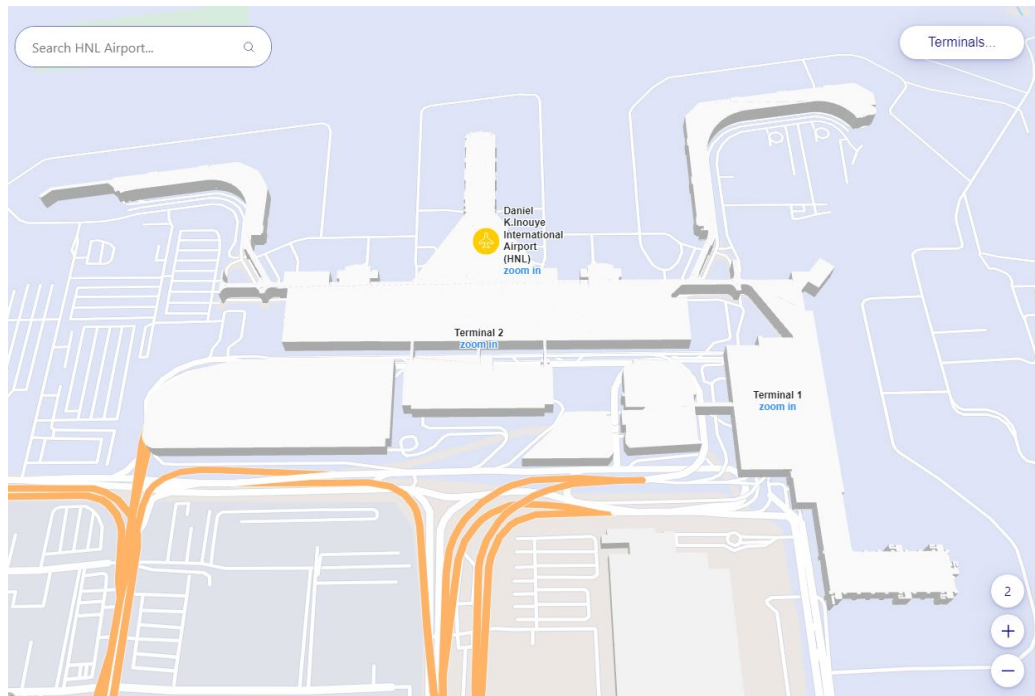 Search HNL Airport...
Terminals...
Daniel
K.Inouye
International
Airport
(HNL)
zoom in
Terminal 2
zoom in
Terminal 1
zoom in
2
+
−